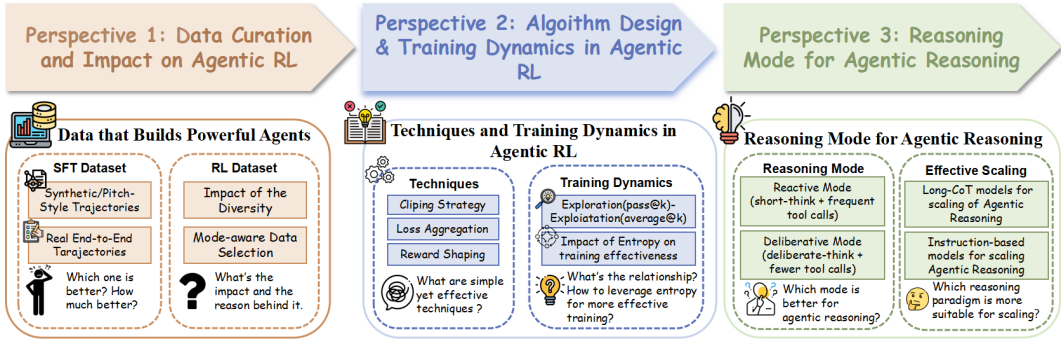 Perspective 1: Data Curation
and Impact on Agentic RL
Perspective 2: Algoithm Design
& Training Dynamics in Agentic
RL
Perspective 3: Reasoning
Mode for Agentic Reasoning
Data that Builds Powerful Agents
SFT Dataset
Synthetic/Pitch-
Style Trajectories
Real End-to-End
Tarajectories
Which one is
better? How
much better?
RL Dataset
Impact of the
Diversity
Mode-aware Data
Selection
What's the
impact and the
reason behind it.
Techniques and Training Dynamics in
Agentic RL
Techniques
Cliping Strategy
Loss Aggregation
Reward Shaping
What are simple
yet effective
techniques ?
Training Dynamics
Exploration(pass@k)-
Exploiatation(average@k)
Impact of Entropy on
training effectiveness
What's the relationship?
How to leverage entropy
for more effective
training?
Reasoning Mode for Agentic Reasoning
Reasoning Mode
Reactive Mode
(short-think + frequent
tool calls)
Deliberative Mode
(deliberate-think +
fewer tool calls)
Which mode is
better for
agentic reasoning?
Effective Scaling
Long-CoT models for
scaling of Agentic
Reasoning
Instruction-based
models for scaling
Agentic Reasoning
Which reasoning
paradigm is more
suitable for scaling?